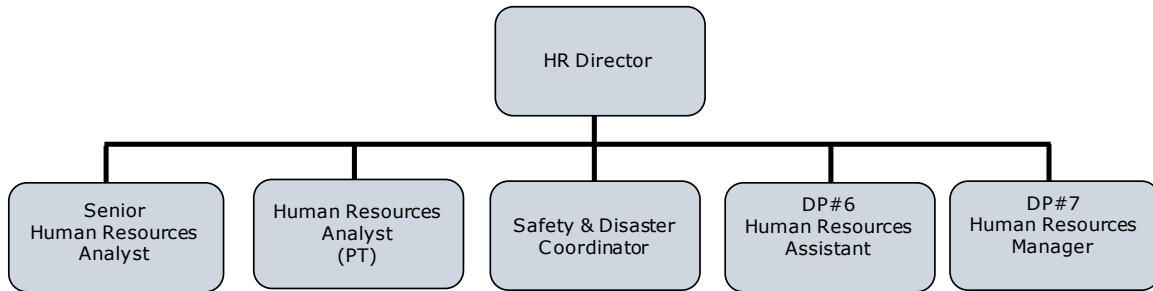 HR Director
Senior
Human Resources
Analyst
Human Resources
Analyst
(PT)
Safety & Disaster
Coordinator
DP#6
Human Resources
Assistant
DP#7
Human Resources
Manager